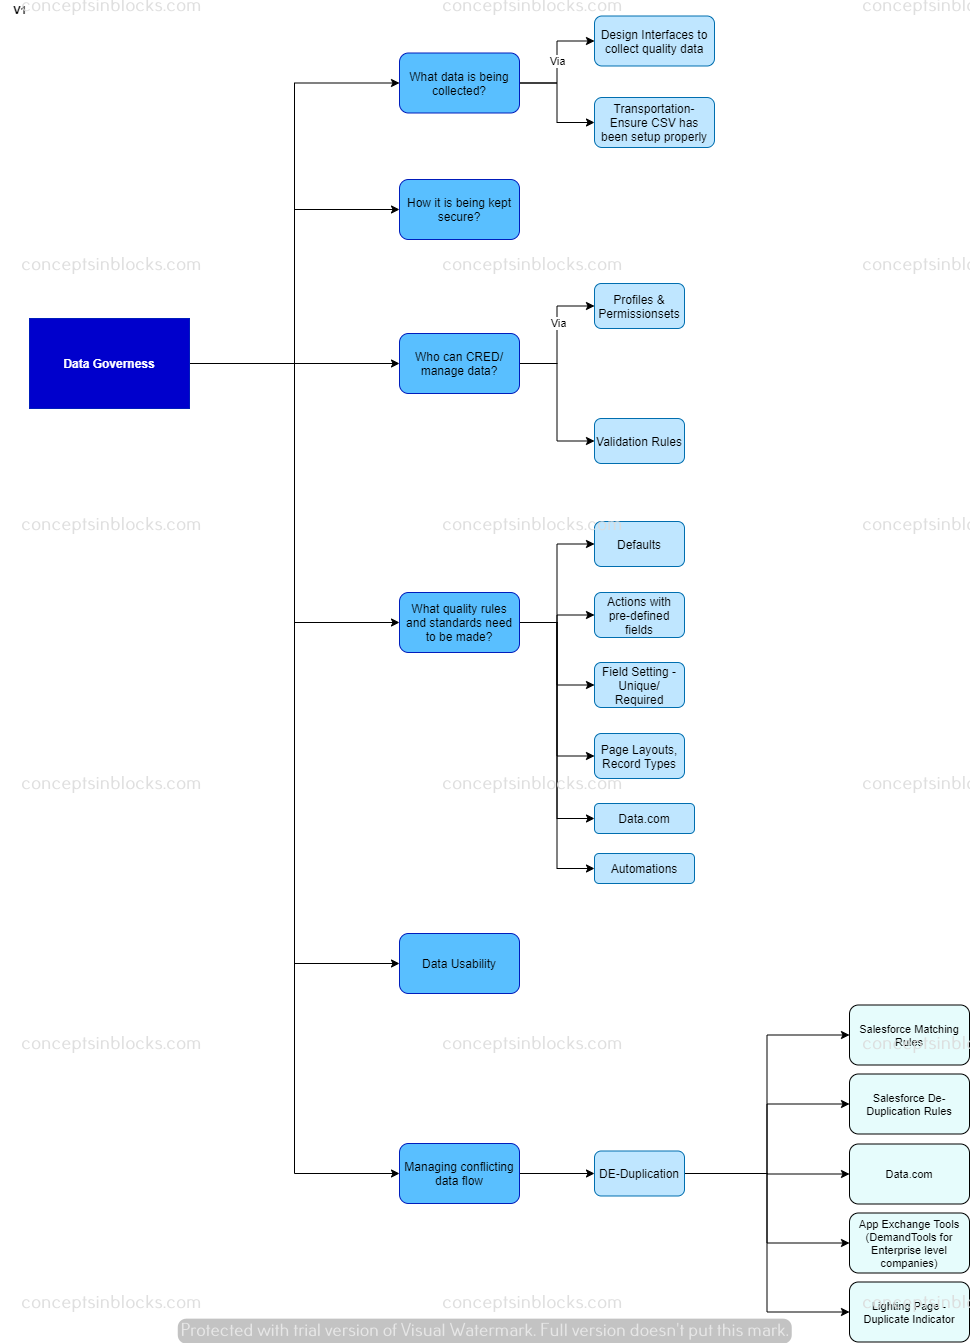 V1
conceptsinblocks.com
conceptsinblocks.com
conceptsinbl
Design Interfaces to
collect quality data
Via
What data is being
collected?
Transportation-
Ensure CSV has
been setup properly
How it is being kept
secure?
conceptsinblocks.com
conceptsinblocks.com
conceptsinbl
Profiles &
Permissionsets
Via
Data Governess
Who can CRED/
manage data?
Validation Rules
conceptsinblocks.com
conceptsinblocks.com
conceptsinbl
Defaults
What quality rules
and standards need
to be made?
Actions with
pre-defined
fields
Field Setting -
Unique/
Required
Page Layouts,
Record Types
conceptsinblocks.com
conceptsinblocks.com
conceptsinbl
Data.com
Automations
Data Usability
Salesforce Matching
Rules
conceptsinblocks.com
conceptsinblocks.com
conceptsinbl
Salesforce De-
Duplication Rules
Managing conflicting
data flow
DE-Duplication
Data.com
App Exchange Tools
(DemandTools for
Enterprise level
companies)
conceptsinblocks.com
conceptsinblocks.com
conceptsinbl
Lighting Page -
Duplicate Indicator
Protected with trial version of Visual Watermark. Full version doesn't put this mark.